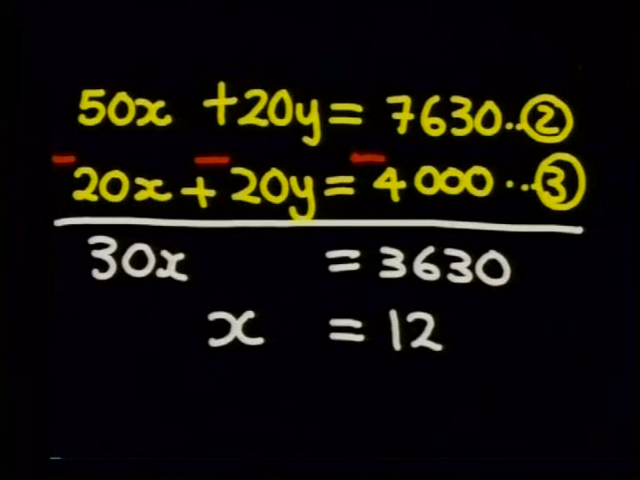 50x +20y= 7630..②
- - -
20x + 20y= 4000...③
30x = 3630
x = 12